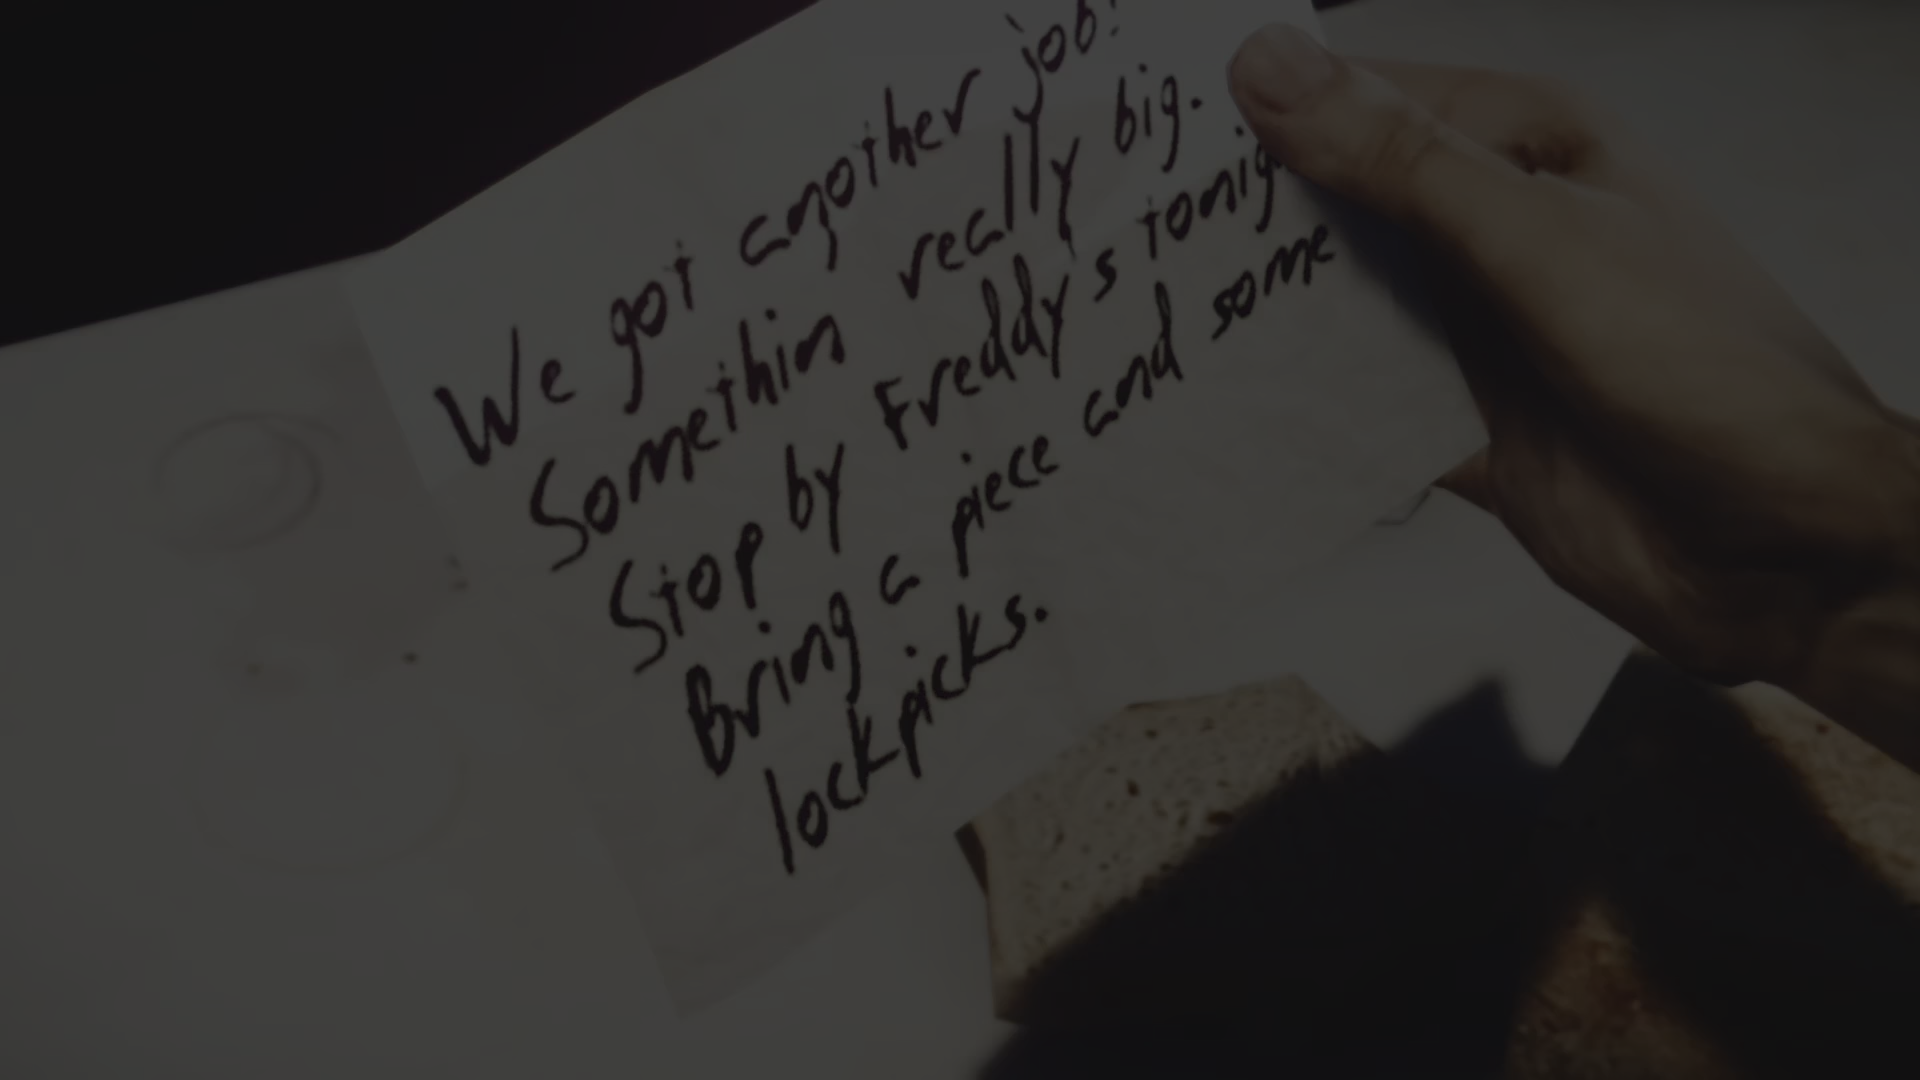 We got another job!
Somethin really big.
Stop by Freddy's
Bring a piece and some
lockpicks.